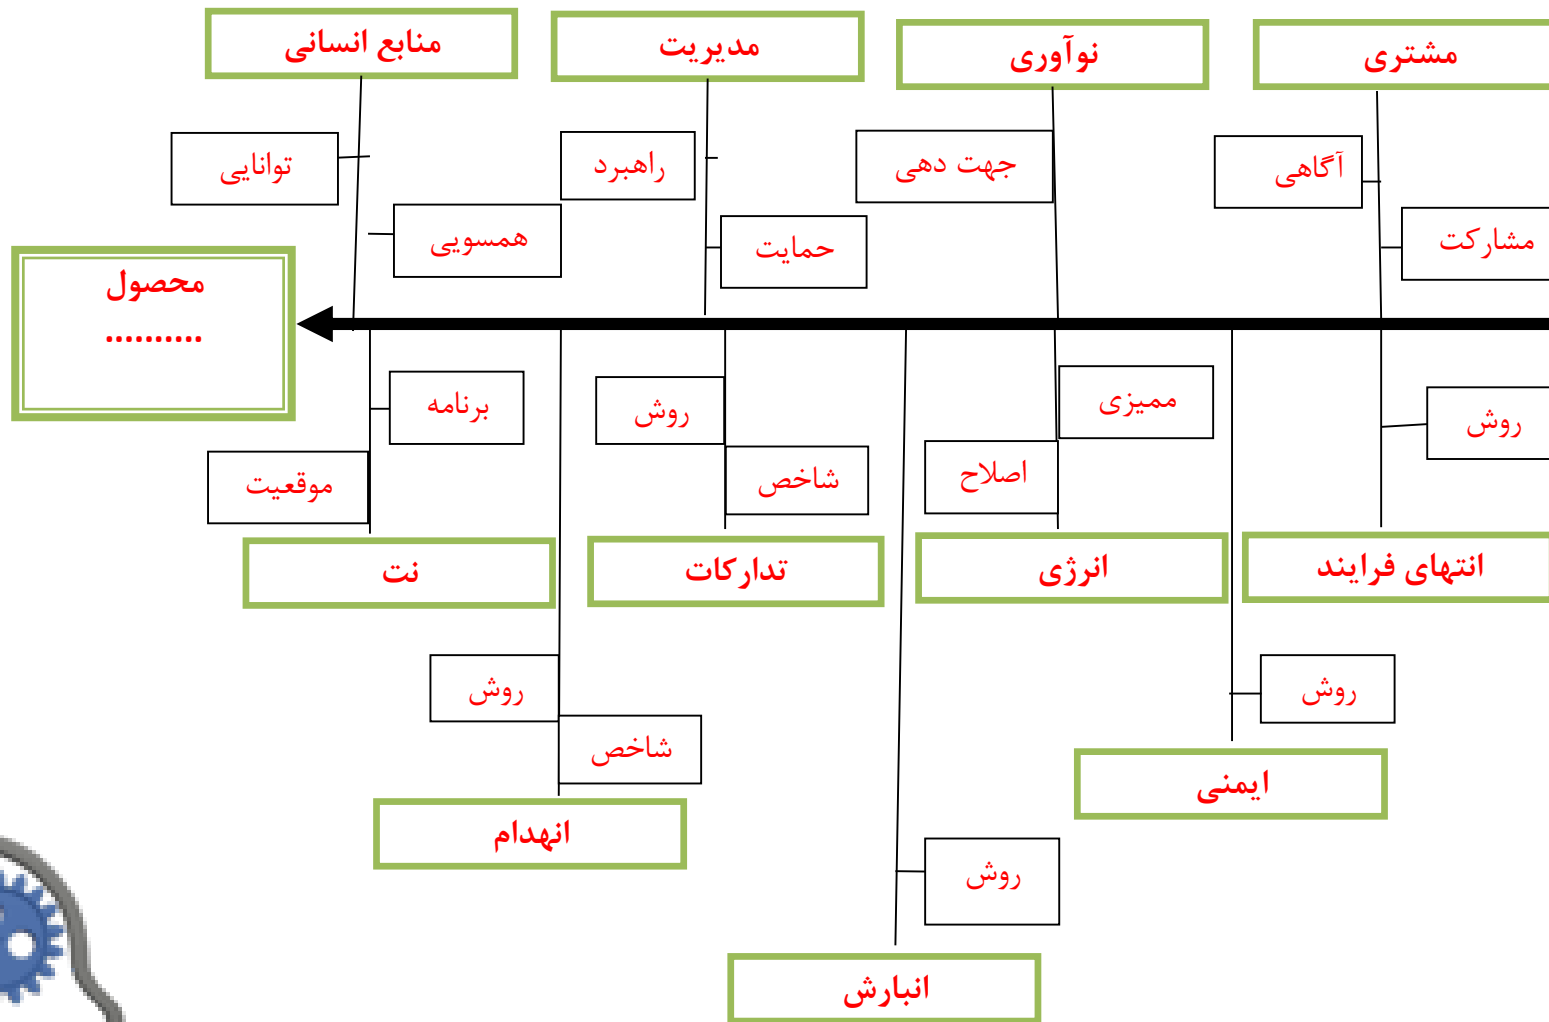 مشتری
نوآوری
مدیریت
منابع انسانی
آگاهی
جهت دهی
راهبرد
توانایی
مشارکت
حمایت
همسویی
محصول
..........
روش
ممیزی
روش
برنامه
اصلاح
شاخص
موقعیت
انتهای فرایند
انرژی
تدارکات
نت
روش
روش
شاخص
ایمنی
انهدام
روش
انبارش